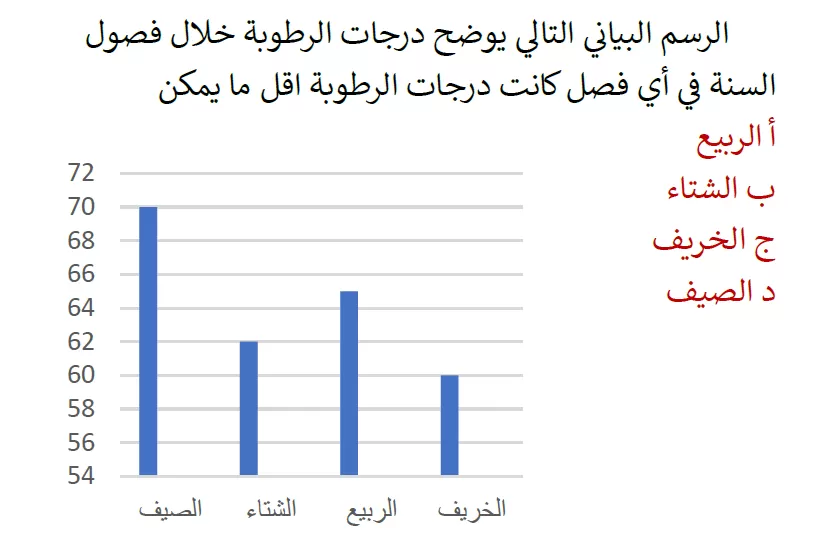 الرسم البياني التالي يوضح درجات الرطوبة خلال فصول
السنة في أي فصل كانت درجات الرطوبة اقل ما يمكن
أ الربيع
ب الشتاء
ج الخريف
د الصيف
72
70
68
66
64
62
60
58
56
54
الصيف الشتاء الربيع الخريف